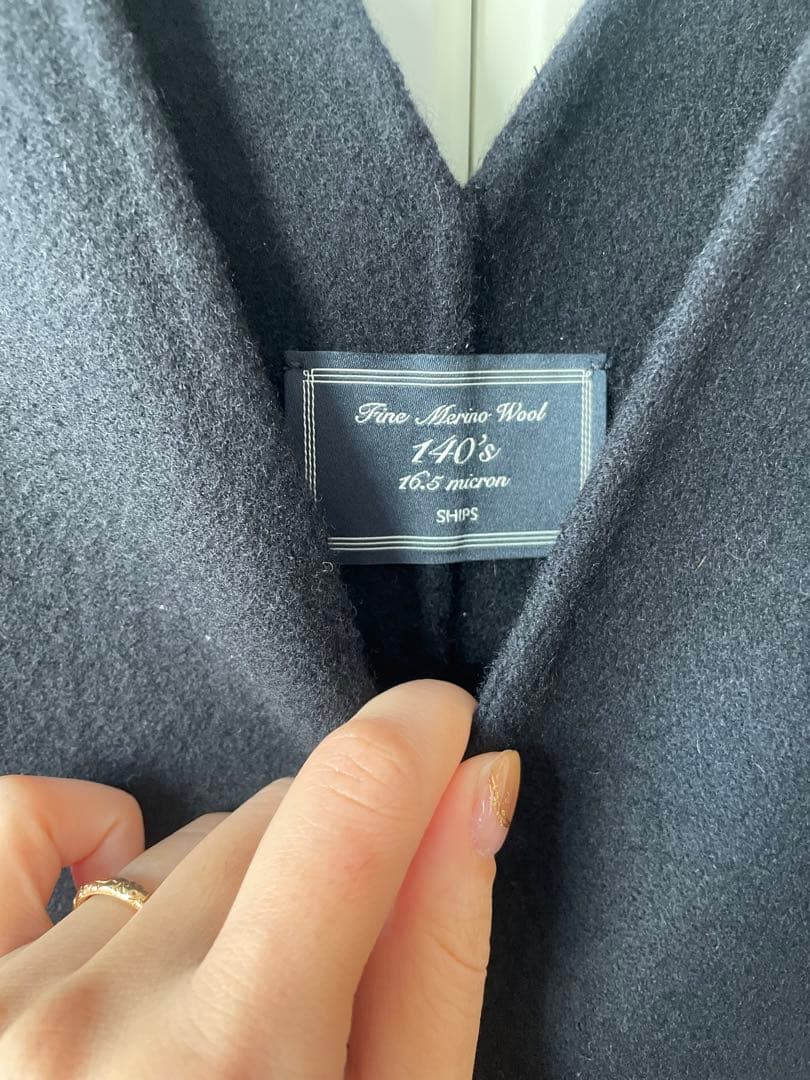 Fine Merino Wool
140's
16.5 micron
SHIPS